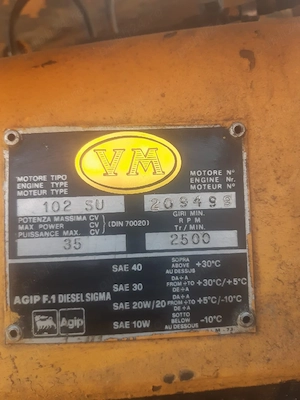 VM
MOTORE TIPO MOTORE N°
ENGINE TYPE ENGINE Nr.
MOTEUR TYPE MOTEUR N°
102 SU
POTENZA MASSIMA CV GIRI/MIN.
MAX POWER CV (DIN 70020) RPM
PUISSANCE MAX. CV Tr/Min.
35 2500
SAE 40 SOPRA ABOVE AU DESSUS +30°C
AGIP F.1 DIESEL SIGMA SAE 30 DA÷A FROM÷TO DE÷A +30°C/+5°C
SAE 20W/20 DA÷A FROM÷TO DE÷A +5°C/-10°C
Agip SAE 10W SOTTO BELOW AU DESSOUS -10°C